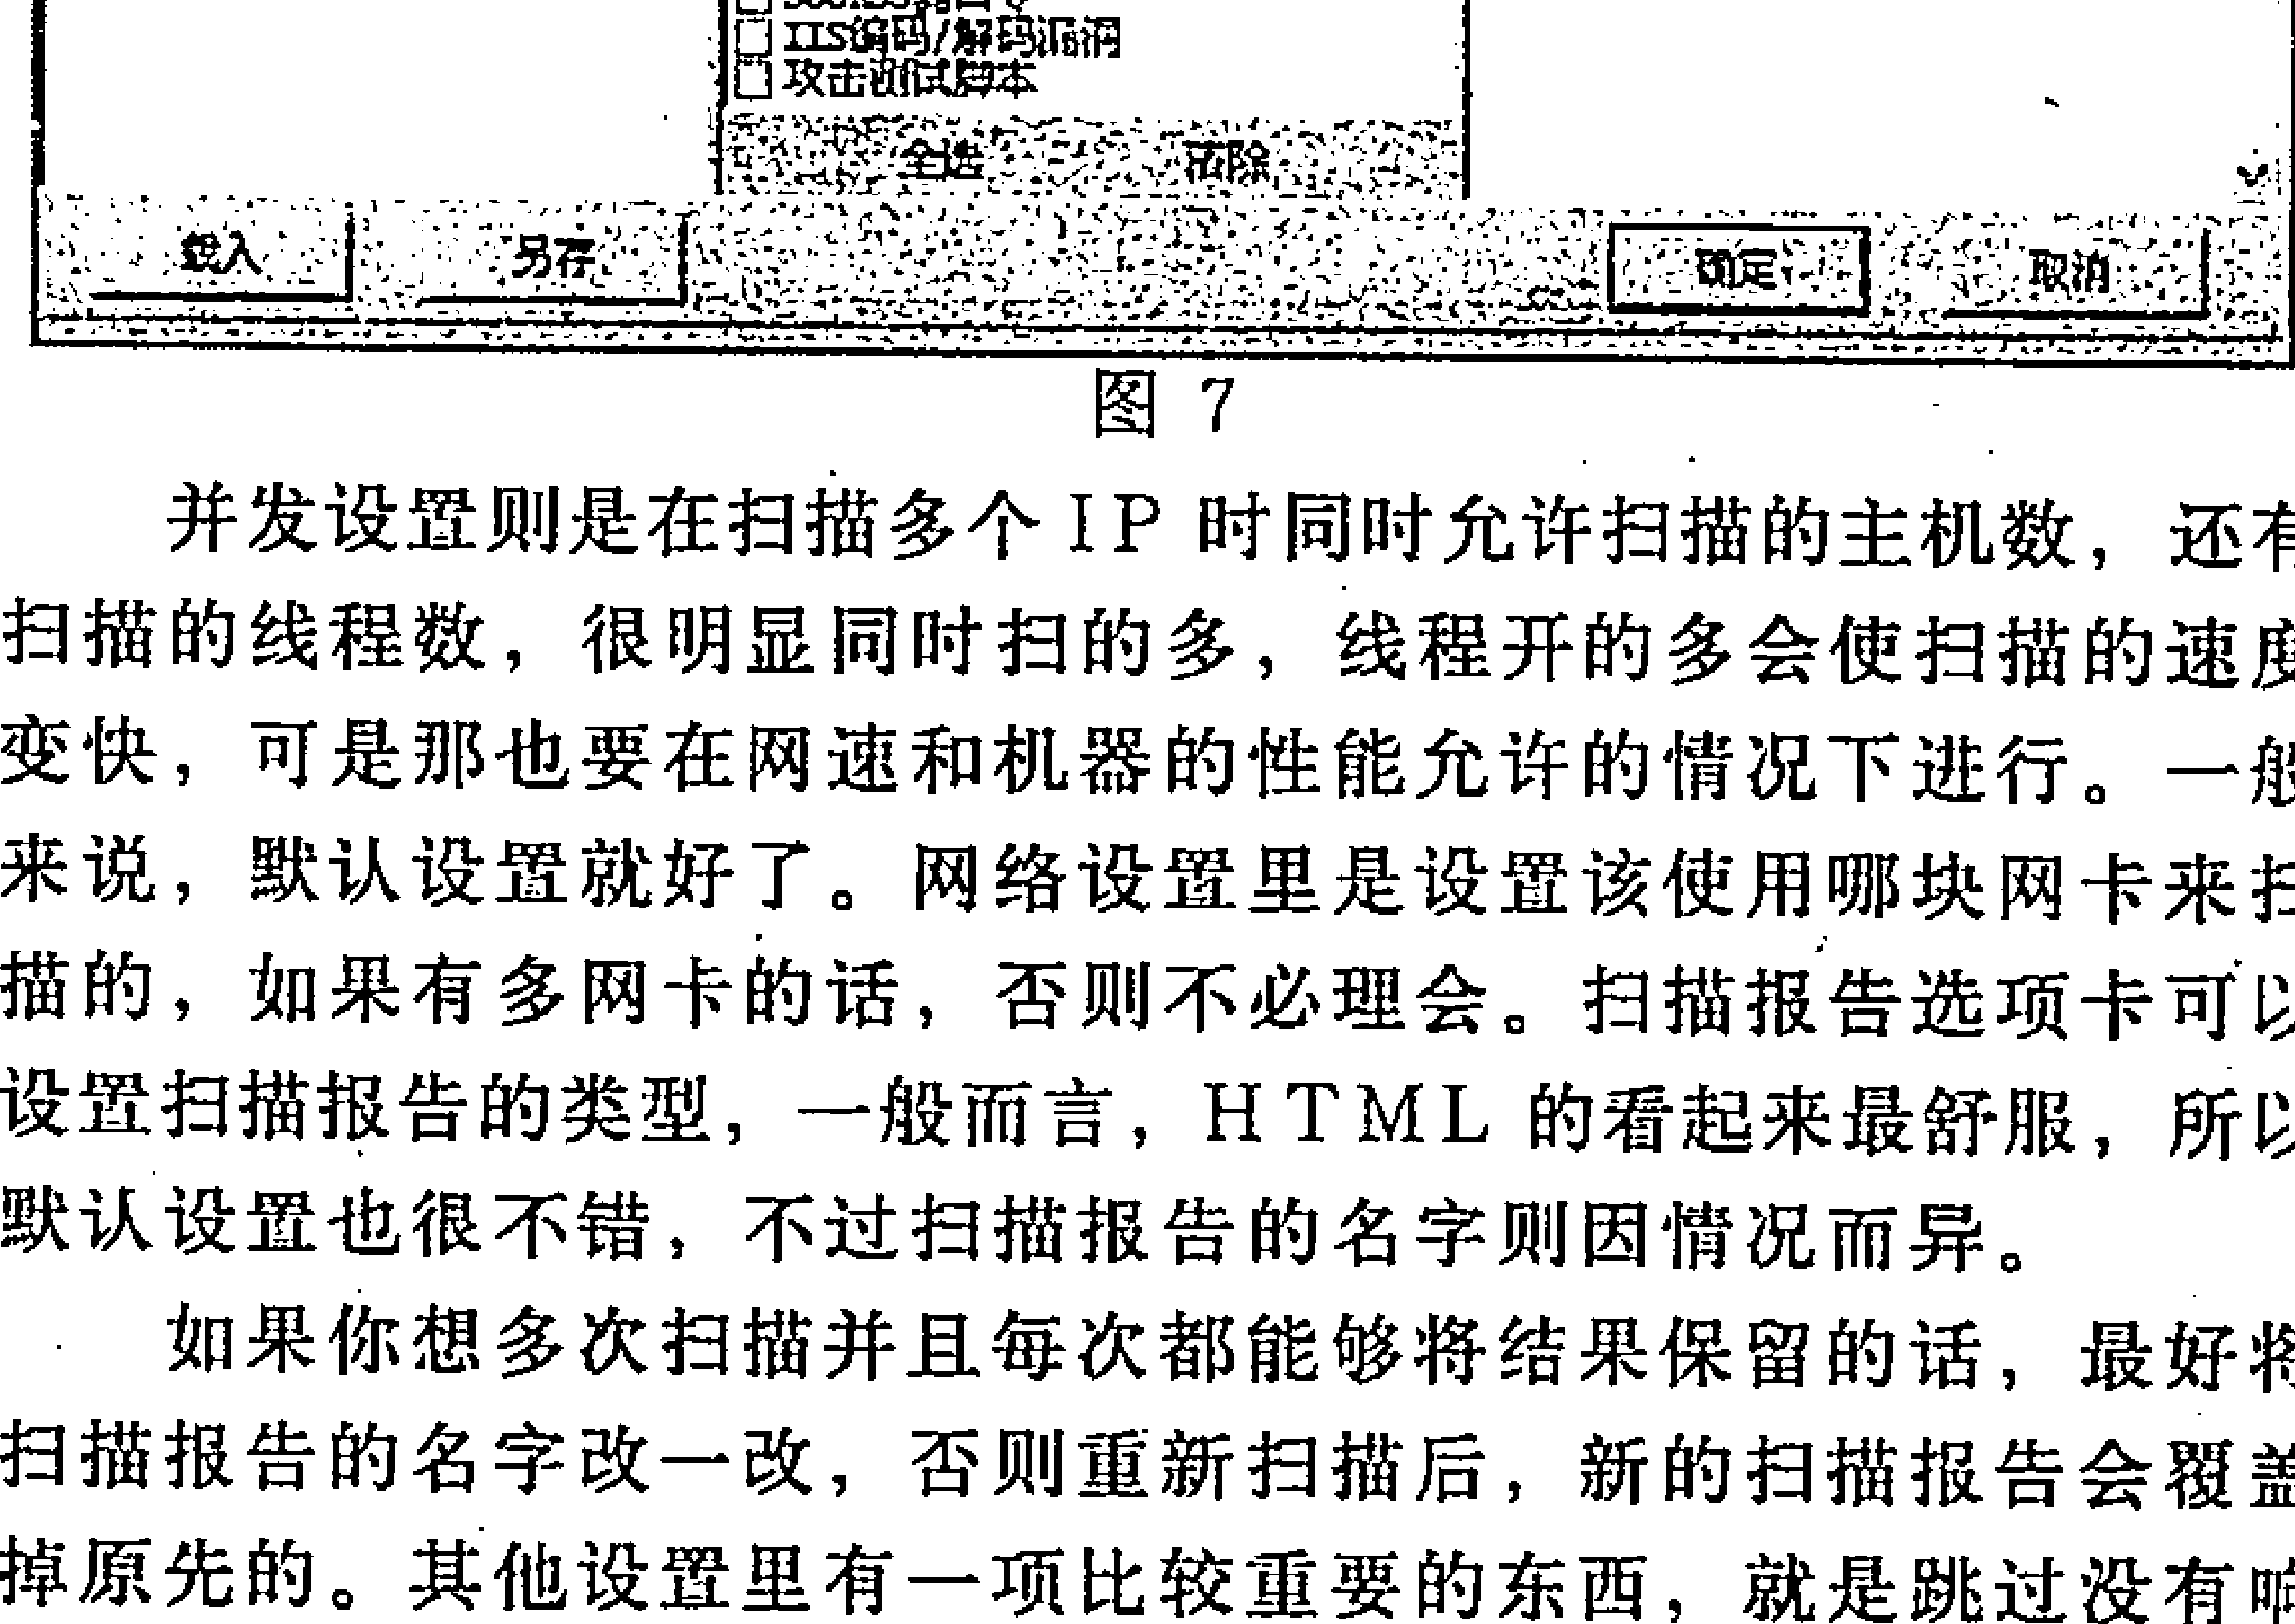 IIS编码/解码漏洞
攻击测试脚本
全选 清除
载入 另存 确定 取消
图 7
并发设置则是在扫描多个 IP 时同时允许扫描的主机数，还有
扫描的线程数，很明显同时扫的多，线程开的多会使扫描的速度
变快，可是那也要在网速和机器的性能允许的情况下进行。一般
来说，默认设置就好了。网络设置里是设置该使用哪块网卡来扫
描的，如果有多网卡的话，否则不必理会。扫描报告选项卡可以
设置扫描报告的类型，一般而言，HTML 的看起来最舒服，所以
默认设置也很不错，不过扫描报告的名字则因情况而异。
如果你想多次扫描并且每次都能够将结果保留的话，最好将
扫描报告的名字改一改，否则重新扫描后，新的扫描报告会覆盖
掉原先的。其他设置里有一项比较重要的东西，就是跳过没有响